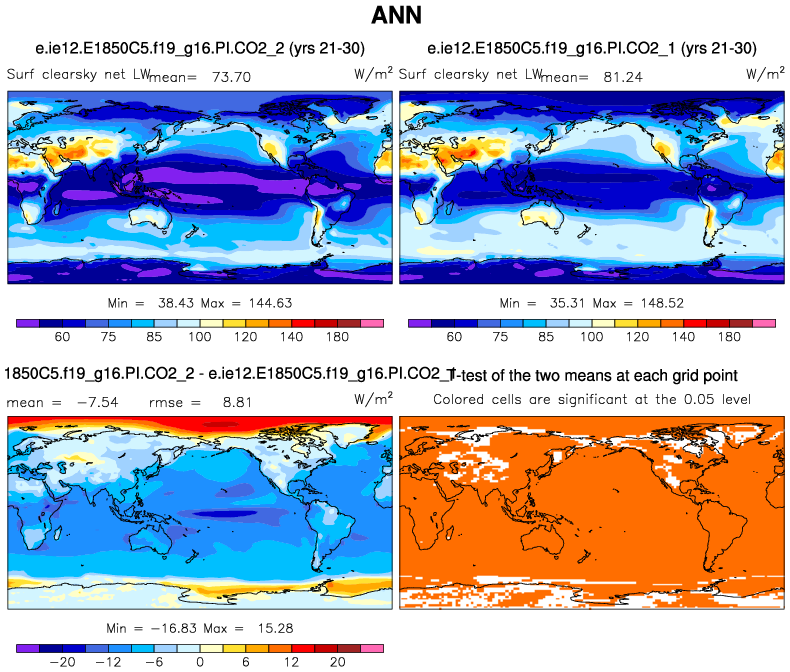 ANN
e.ie12.E1850C5.f19_g16.PI.CO2_2 (yrs 21-30)
Surf clearsky net LW mean= 73.70 W/m²
Min = 38.43 Max = 144.63
60 75 85 100 120 140 180
e.ie12.E1850C5.f19_g16.PI.CO2_1 (yrs 21-30)
Surf clearsky net LW mean= 81.24 W/m²
Min = 35.31 Max = 148.52
60 75 85 100 120 140 180
1850C5.f19_g16.PI.CO2_2 - e.ie12.E1850C5.f19_g16.PI.CO2_
mean = -7.54 rmse = 8.81 W/m²
Min = -16.83 Max = 15.28
-20 -12 -6 0 6 12 20
T-test of the two means at each grid point
Colored cells are significant at the 0.05 level